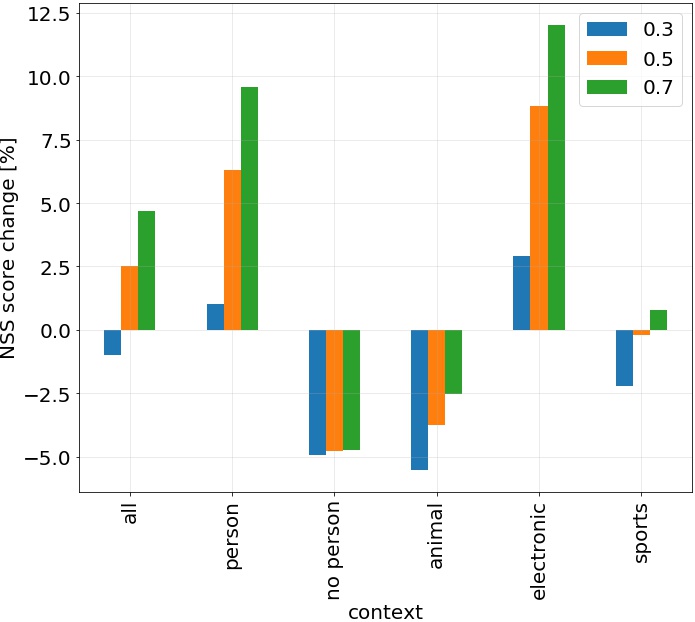 NSS score change [%]
12.5
10.0
7.5
5.0
2.5
0.0
−2.5
−5.0
0.3
0.5
0.7
all
person
no person
animal
electronic
sports
context